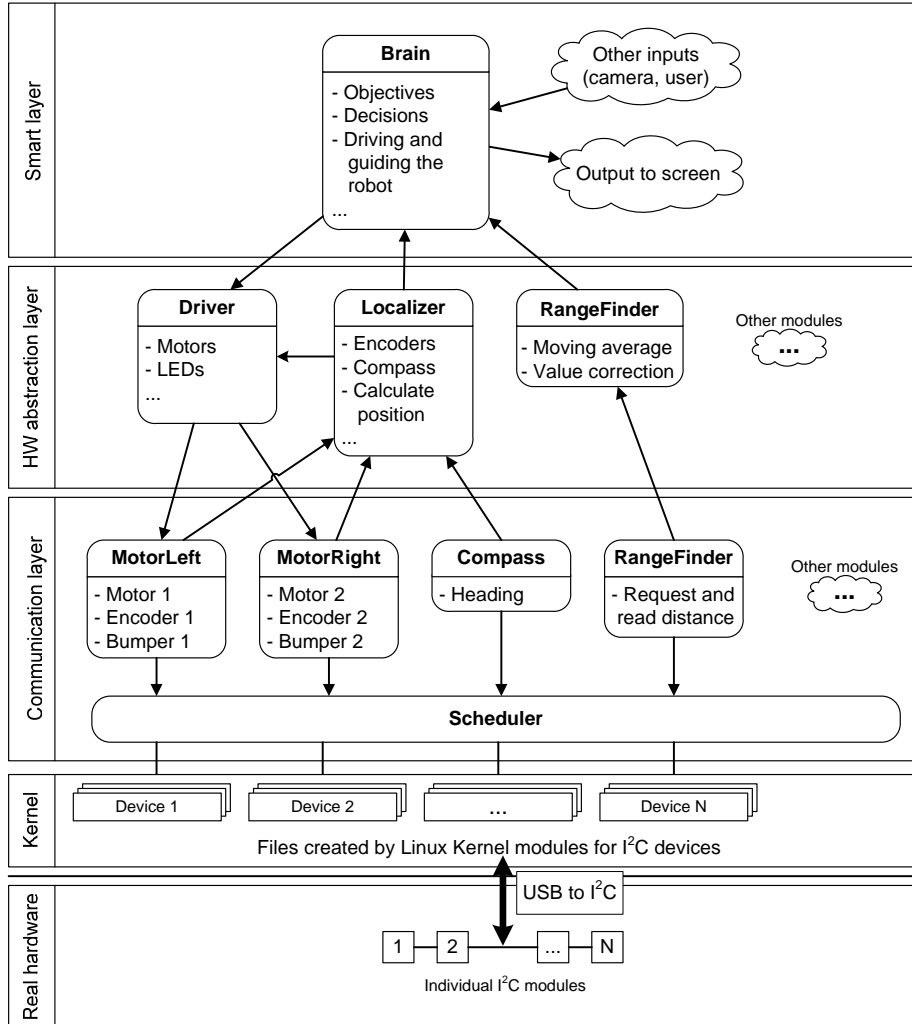 Smart layer
Brain
- Objectives
- Decisions
- Driving and
guiding the
robot
...
Other inputs
(camera, user)
Output to screen
HW abstraction layer
Driver
- Motors
- LEDs
...
Localizer
- Encoders
- Compass
- Calculate
position
...
RangeFinder
- Moving average
- Value correction
Other modules
...
Communication layer
MotorLeft
- Motor 1
- Encoder 1
- Bumper 1
MotorRight
- Motor 2
- Encoder 2
- Bumper 2
Compass
- Heading
RangeFinder
- Request and
read distance
Other modules
...
Scheduler
Kernel
Device 1
Device 2
...
Device N
Files created by Linux Kernel modules for I²C devices
Real hardware
USB to I²C
1
2
...
N
Individual I²C modules